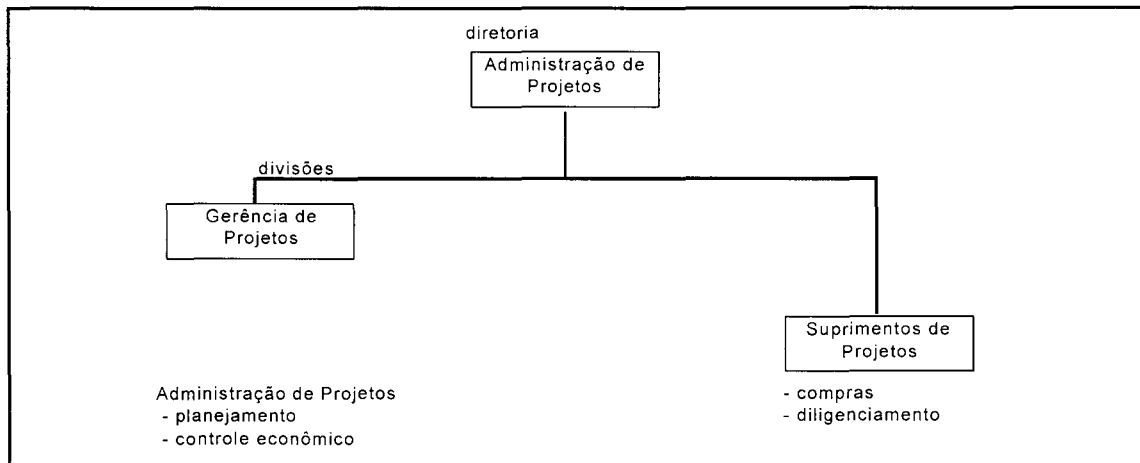 diretoria
Administração de
Projetos
divisões
Gerência de
Projetos
Suprimentos de
Projetos
Administração de Projetos
- planejamento
- controle econômico
- compras
- diligenciamento